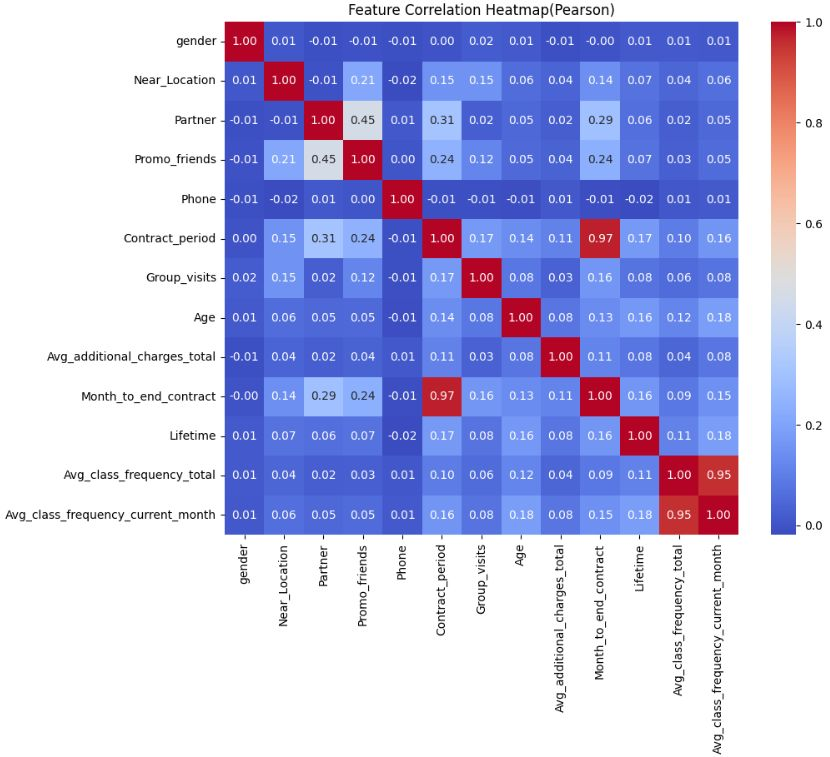 Feature Correlation Heatmap(Pearson)
gender 1.00 0.01 -0.01 -0.01 -0.01 0.00 0.02 0.01 -0.01 -0.00 0.01 0.01 0.01
Near_Location 0.01 1.00 -0.01 0.21 -0.02 0.15 0.15 0.06 0.04 0.14 0.07 0.04 0.06
Partner -0.01 -0.01 1.00 0.45 0.01 0.31 0.02 0.05 0.02 0.29 0.06 0.02 0.05
Promo_friends -0.01 0.21 0.45 1.00 0.00 0.24 0.12 0.05 0.04 0.24 0.07 0.03 0.05
Phone -0.01 -0.02 0.01 0.00 1.00 -0.01 -0.01 -0.01 0.01 -0.01 -0.02 0.01 0.01
Contract_period 0.00 0.15 0.31 0.24 -0.01 1.00 0.17 0.14 0.11 0.97 0.17 0.10 0.16
Group_visits 0.02 0.15 0.02 0.12 -0.01 0.17 1.00 0.08 0.03 0.16 0.08 0.06 0.08
Age 0.01 0.06 0.05 0.05 -0.01 0.14 0.08 1.00 0.08 0.13 0.16 0.12 0.18
Avg_additional_charges_total -0.01 0.04 0.02 0.04 0.01 0.11 0.03 0.08 1.00 0.11 0.08 0.04 0.08
Month_to_end_contract -0.00 0.14 0.29 0.24 -0.01 0.97 0.16 0.13 0.11 1.00 0.16 0.09 0.15
Lifetime 0.01 0.07 0.06 0.07 -0.02 0.17 0.08 0.16 0.08 0.16 1.00 0.11 0.18
Avg_class_frequency_total 0.01 0.04 0.02 0.03 0.01 0.10 0.06 0.12 0.04 0.09 0.11 1.00 0.95
Avg_class_frequency_current_month 0.01 0.06 0.05 0.05 0.01 0.16 0.08 0.18 0.08 0.15 0.18 0.95 1.00
gender
Near_Location
Partner
Promo_friends
Phone
Contract_period
Group_visits
Age
Avg_additional_charges_total
Month_to_end_contract
Lifetime
Avg_class_frequency_total
Avg_class_frequency_current_month
1.0
0.8
0.6
0.4
0.2
0.0